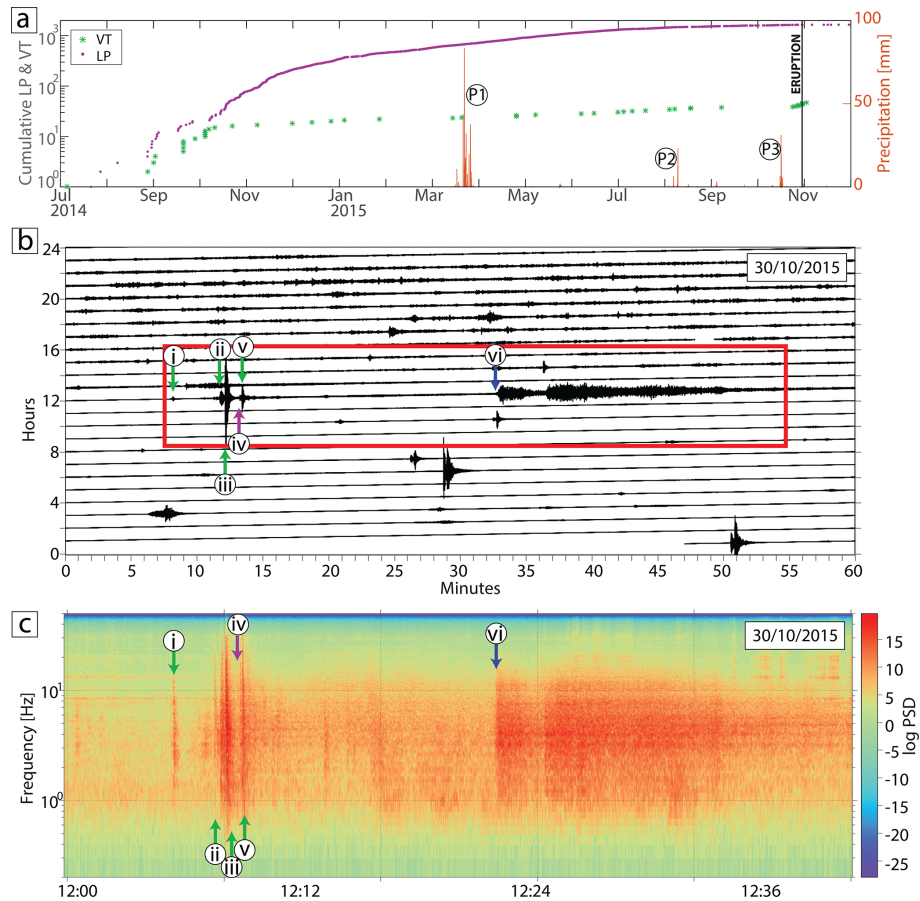 a
Cumulative LP & VT
10³
10²
10¹
10⁰
VT
LP
P1
P2
P3
ERUPTION
100
50
0
Precipitation [mm]
Jul Sep Nov Jan Mar May Jul Sep Nov
2014 2015
b
30/10/2015
Hours
24
20
16
12
8
4
0
i
ii
v
vi
iv
iii
0 5 10 15 20 25 30 35 40 45 50 55 60
Minutes
c
30/10/2015
Frequency [Hz]
10¹
10⁰
i
iv
vi
ii
iii
v
12:00 12:12 12:24 12:36
15
10
5
0
-5
-10
-15
-20
-25
log PSD